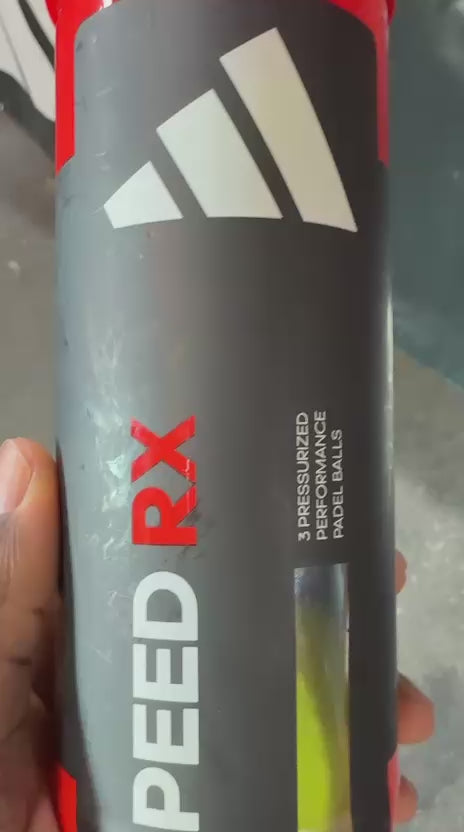 PEED RX
3 PRESSURIZED
PERFORMANCE
PADEL BALLS